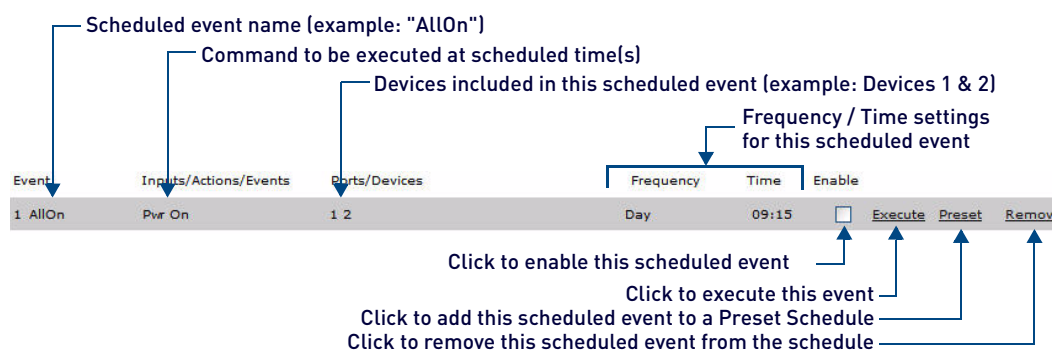 Scheduled event name (example: "AllOn")
Command to be executed at scheduled time(s)
Devices included in this scheduled event (example: Devices 1 & 2)
Frequency / Time settings
for this scheduled event
Event Inputs/Actions/Events Ports/Devices Frequency Time Enable
1 AllOn Pwr On 1 2 Day 09:15 Execute Preset Remov
Click to enable this scheduled event
Click to execute this event
Click to add this scheduled event to a Preset Schedule
Click to remove this scheduled event from the schedule